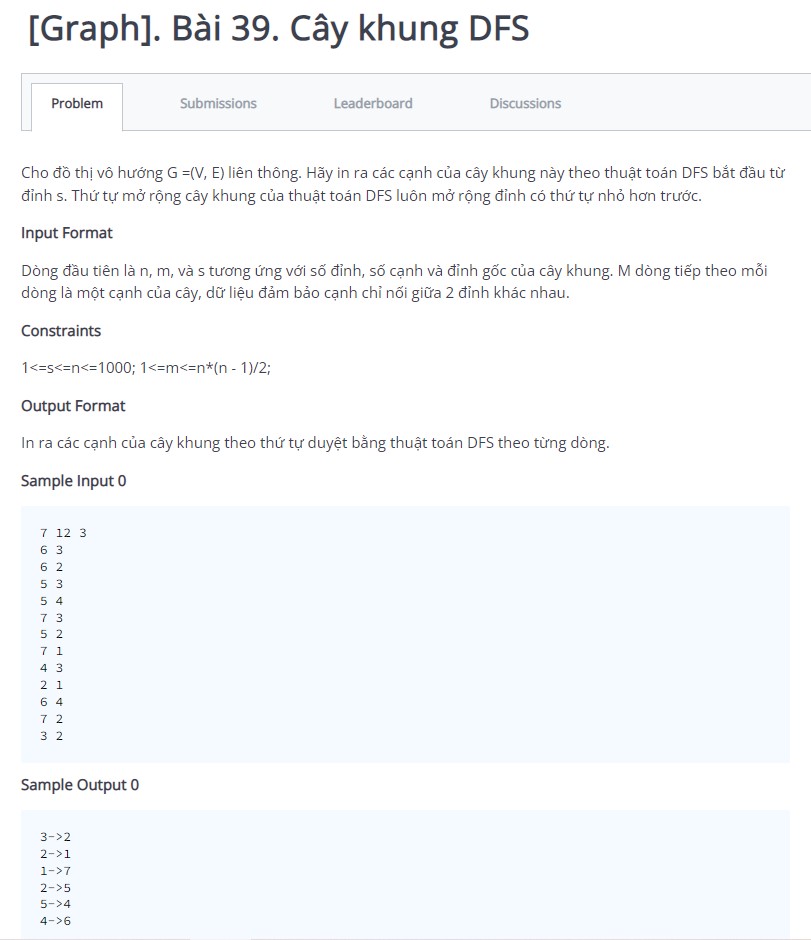 [Graph]. Bài 39. Cây khung DFS
Problem Submissions Leaderboard Discussions
Cho đồ thị vô hướng G =(V, E) liên thông. Hãy in ra các cạnh của cây khung này theo thuật toán DFS bắt đầu từ
đỉnh s. Thứ tự mở rộng cây khung của thuật toán DFS luôn mở rộng đỉnh có thứ tự nhỏ hơn trước.
Input Format
Dòng đầu tiên là n, m, và s tương ứng với số đỉnh, số cạnh và đỉnh gốc của cây khung. M dòng tiếp theo mỗi
dòng là một cạnh của cây, dữ liệu đảm bảo cạnh chỉ nối giữa 2 đỉnh khác nhau.
Constraints
1<=s<=n<=1000; 1<=m<=n*(n - 1)/2;
Output Format
In ra các cạnh của cây khung theo thứ tự duyệt bằng thuật toán DFS theo từng dòng.
Sample Input 0
7 12 3
6 3
6 2
5 3
5 4
7 3
5 2
7 1
4 3
2 1
6 4
7 2
3 2
Sample Output 0
3->2
2->1
1->7
2->5
5->4
4->6